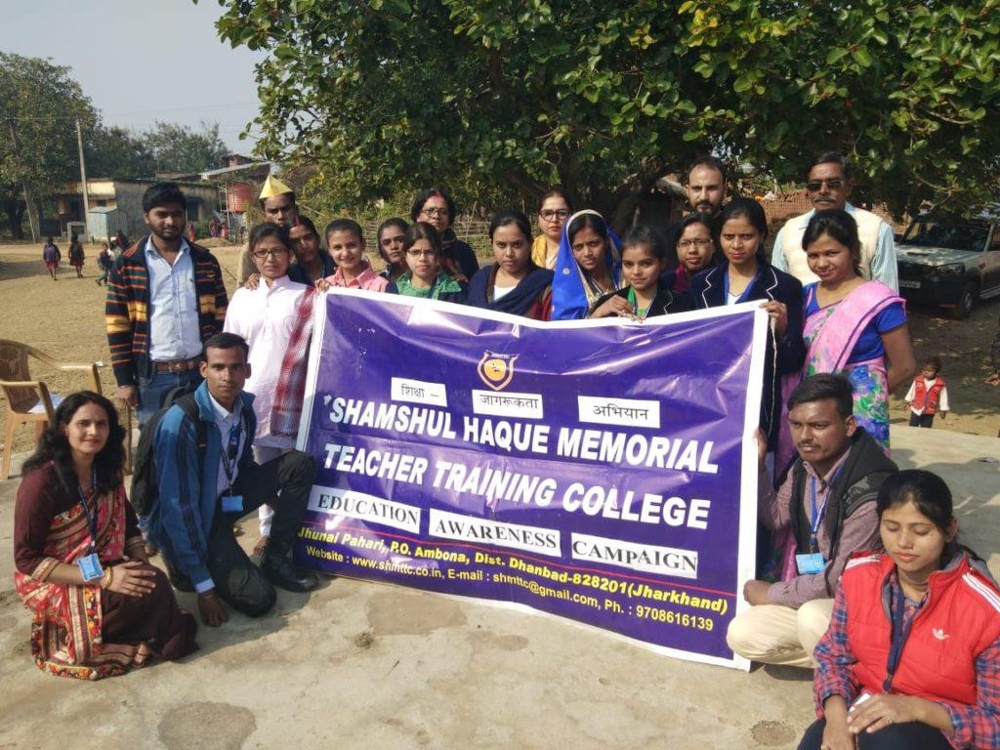 शिक्षा - जागरूकता अभियान
SHAMSHUL HAQUE MEMORIAL
TEACHER TRAINING COLLEGE
EDUCATION AWARENESS CAMPAIGN
Jhunai Pahari, P.O. Ambona, Dist. Dhanbad-828201(Jharkhand)
Website : www.shmttc.co.in, E-mail : shmttc@gmail.com, Ph. : 9708616139